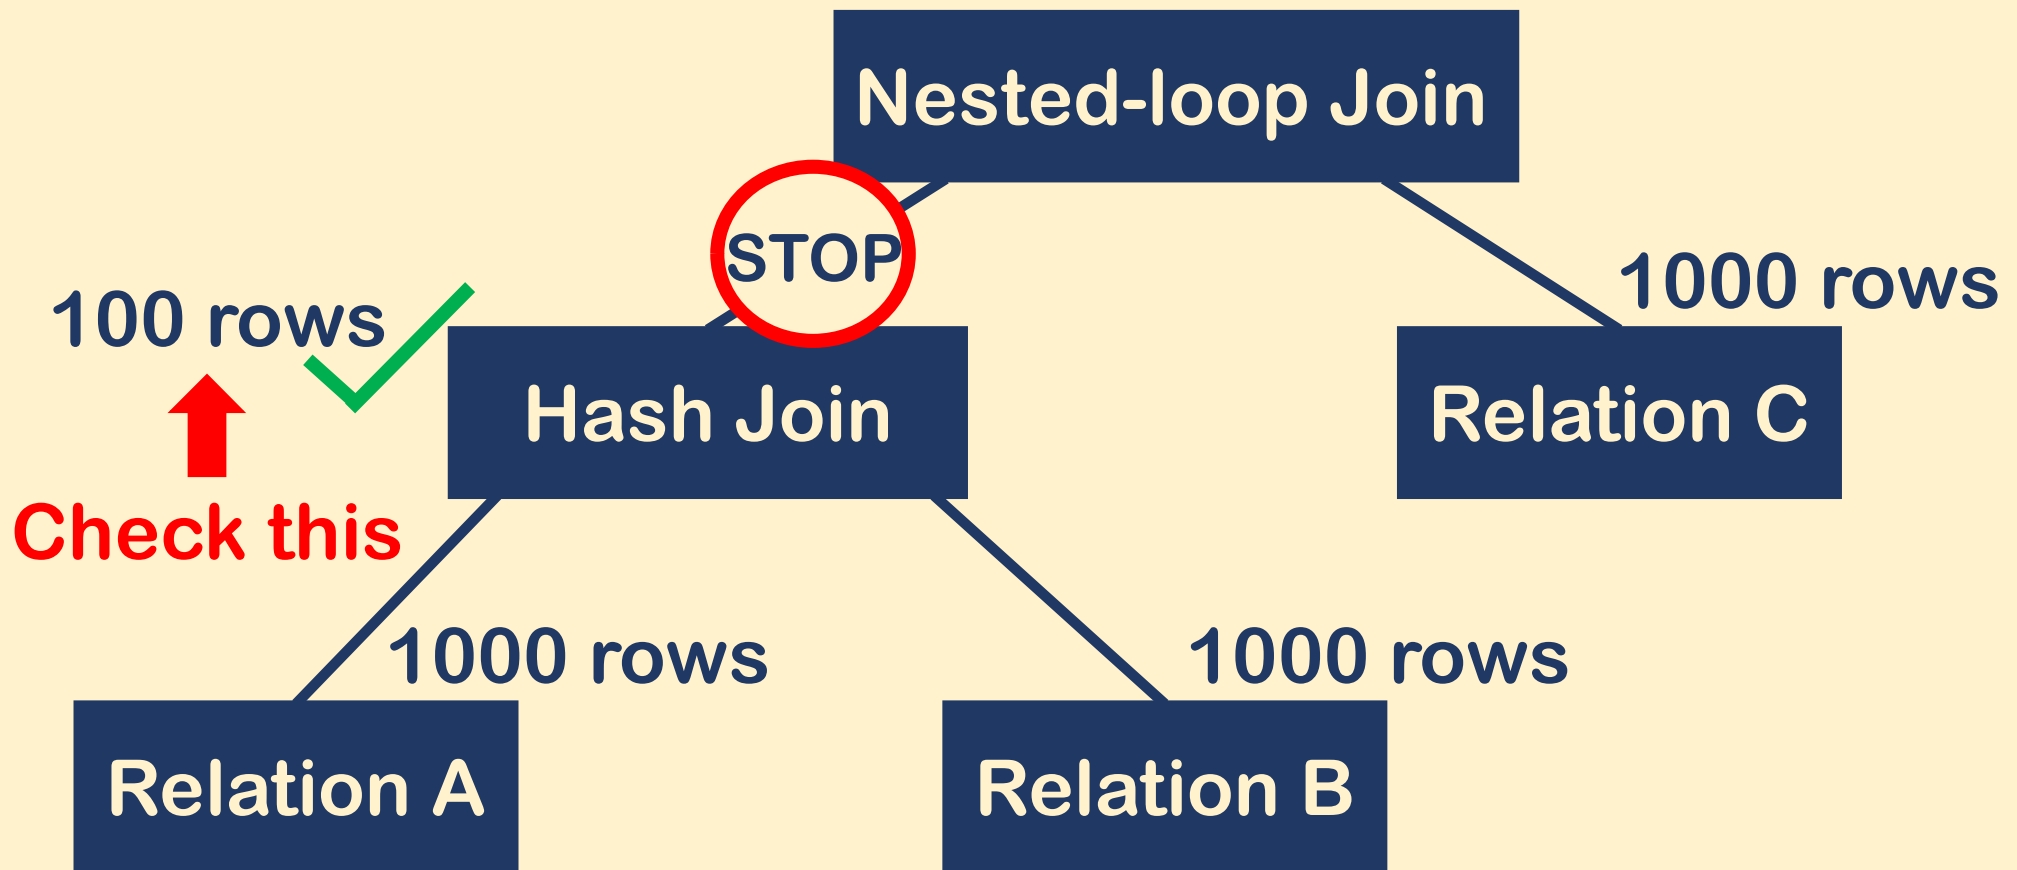 Nested-loop Join
STOP
1000 rows
100 rows
Hash Join
Relation C
Check this
1000 rows
1000 rows
Relation A
Relation B